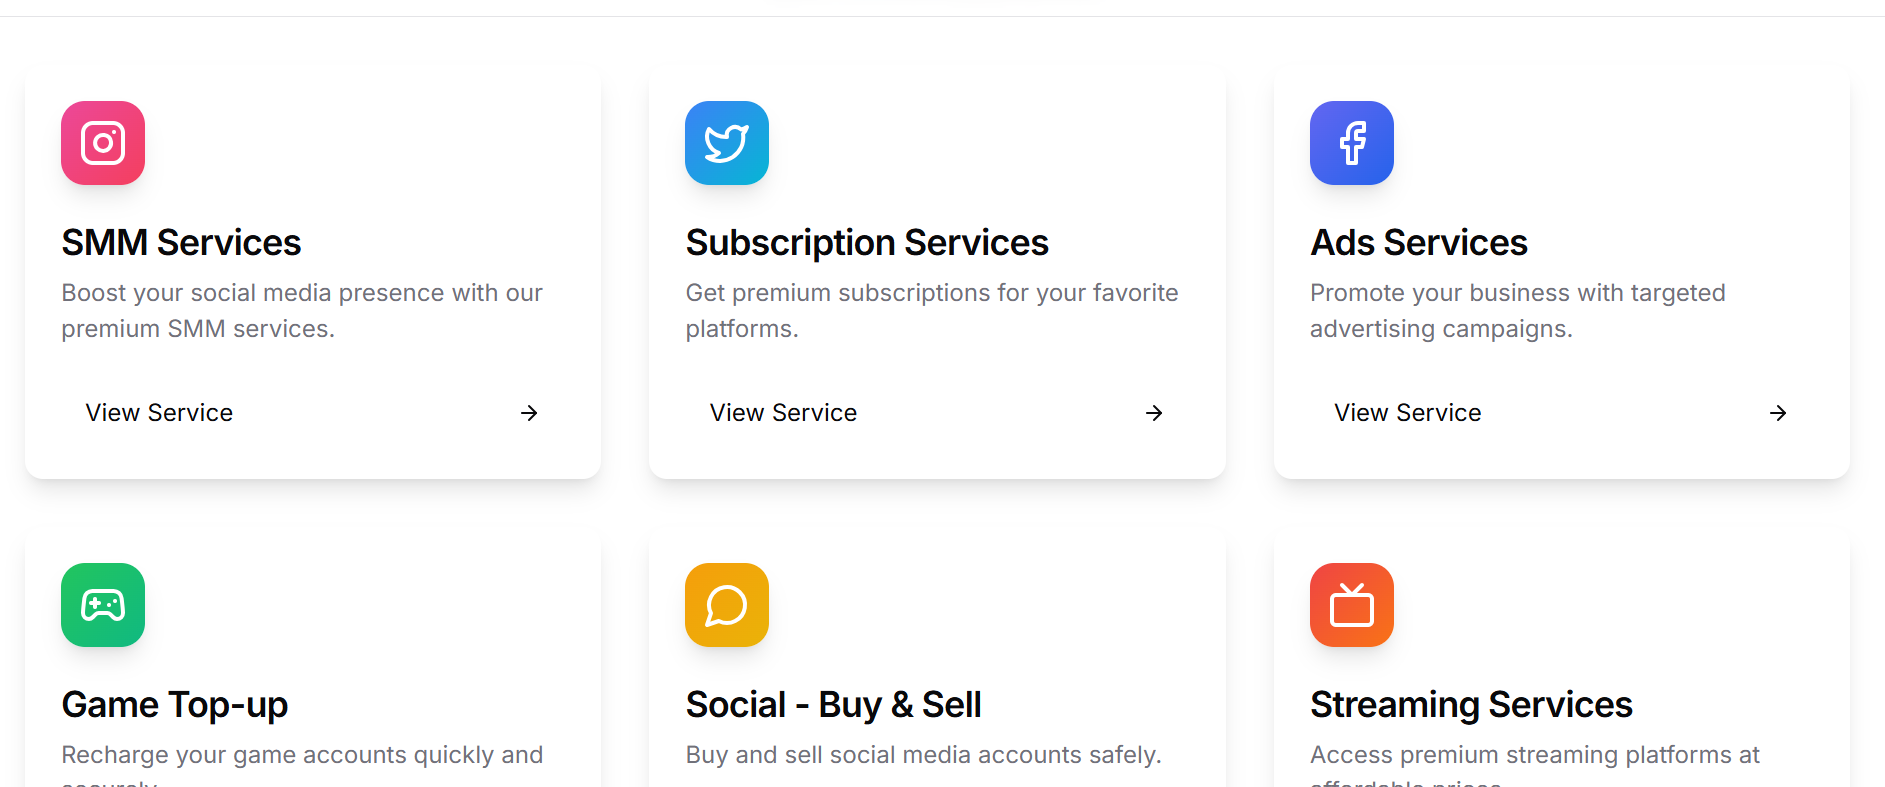 SMM Services
Boost your social media presence with our
premium SMM services.
View Service
Subscription Services
Get premium subscriptions for your favorite
platforms.
View Service
Ads Services
Promote your business with targeted
advertising campaigns.
View Service
Game Top-up
Recharge your game accounts quickly and
securely.
Social - Buy & Sell
Buy and sell social media accounts safely.
Streaming Services
Access premium streaming platforms at
affordable prices.